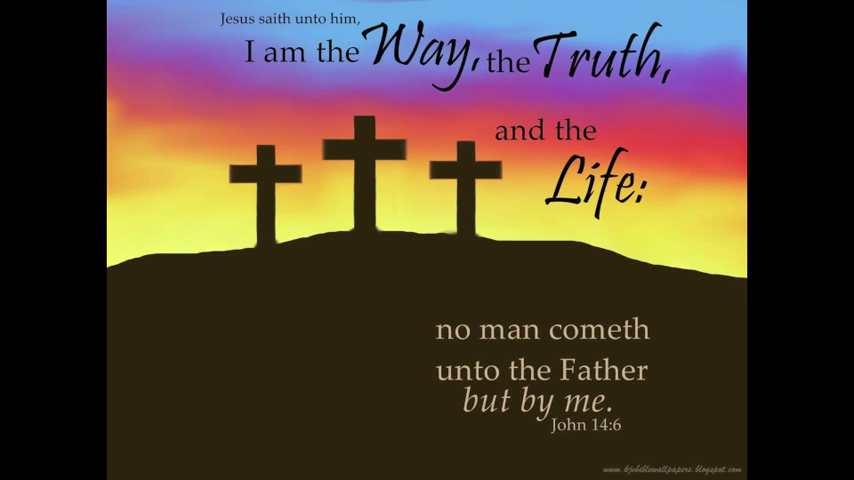 Jesus saith unto him,
I am the Way, the Truth,
and the
Life:
no man cometh
unto the Father
but by me.
John 14:6
www.kjvbiblewallpapers.blogspot.com